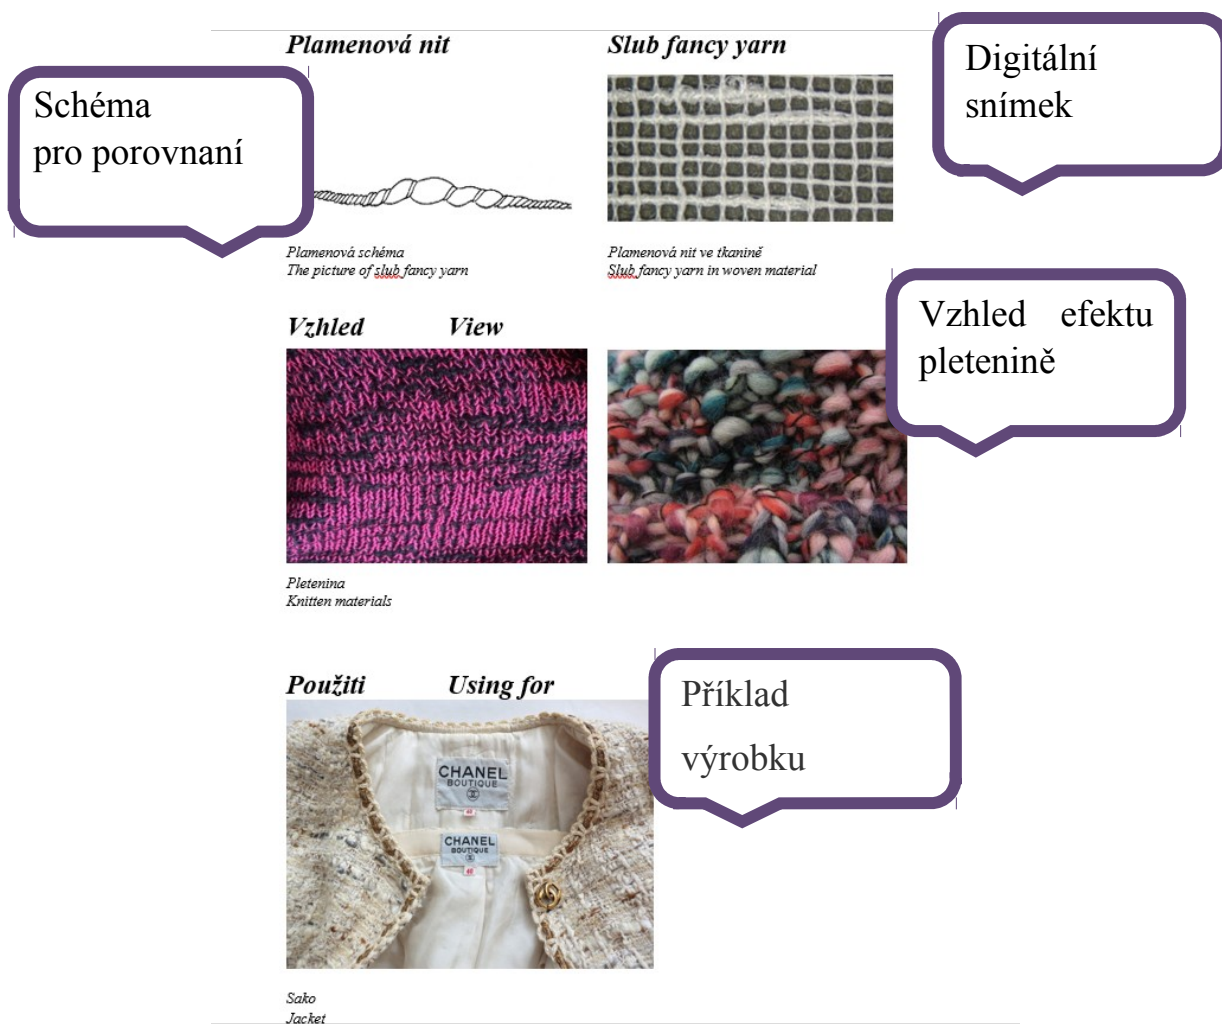 Plamenová nit
Slub fancy yarn
Digitální
snímek
Schéma
pro porovnaní
Plamenová schéma
The picture of slub fancy yarn
Plamenová nit ve tkanině
Slub fancy yarn in woven material
Vzhled efektu
pletenině
Vzhled View
Pletenina
Knitten materials
Použiti Using for
Příklad
výrobku
CHANEL
BOUTIQUE
40
CHANEL
BOUTIQUE
40
Sako
Jacket